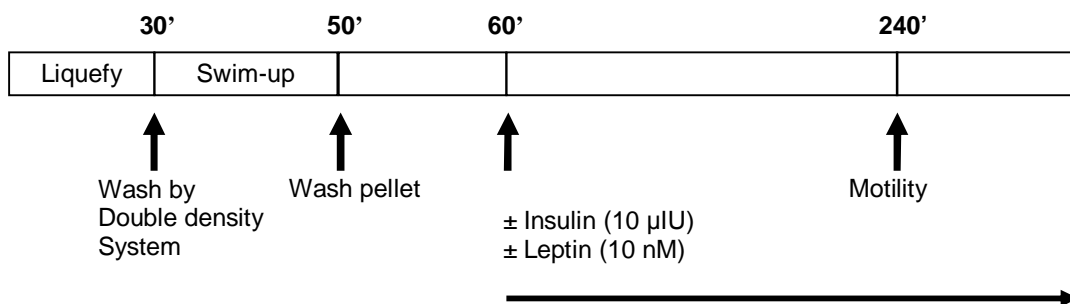 30’ 50’ 60’ 240’
Liquefy Swim-up
Wash by
Double density
System
Wash pellet
± Insulin (10 µIU)
± Leptin (10 nM)
Motility